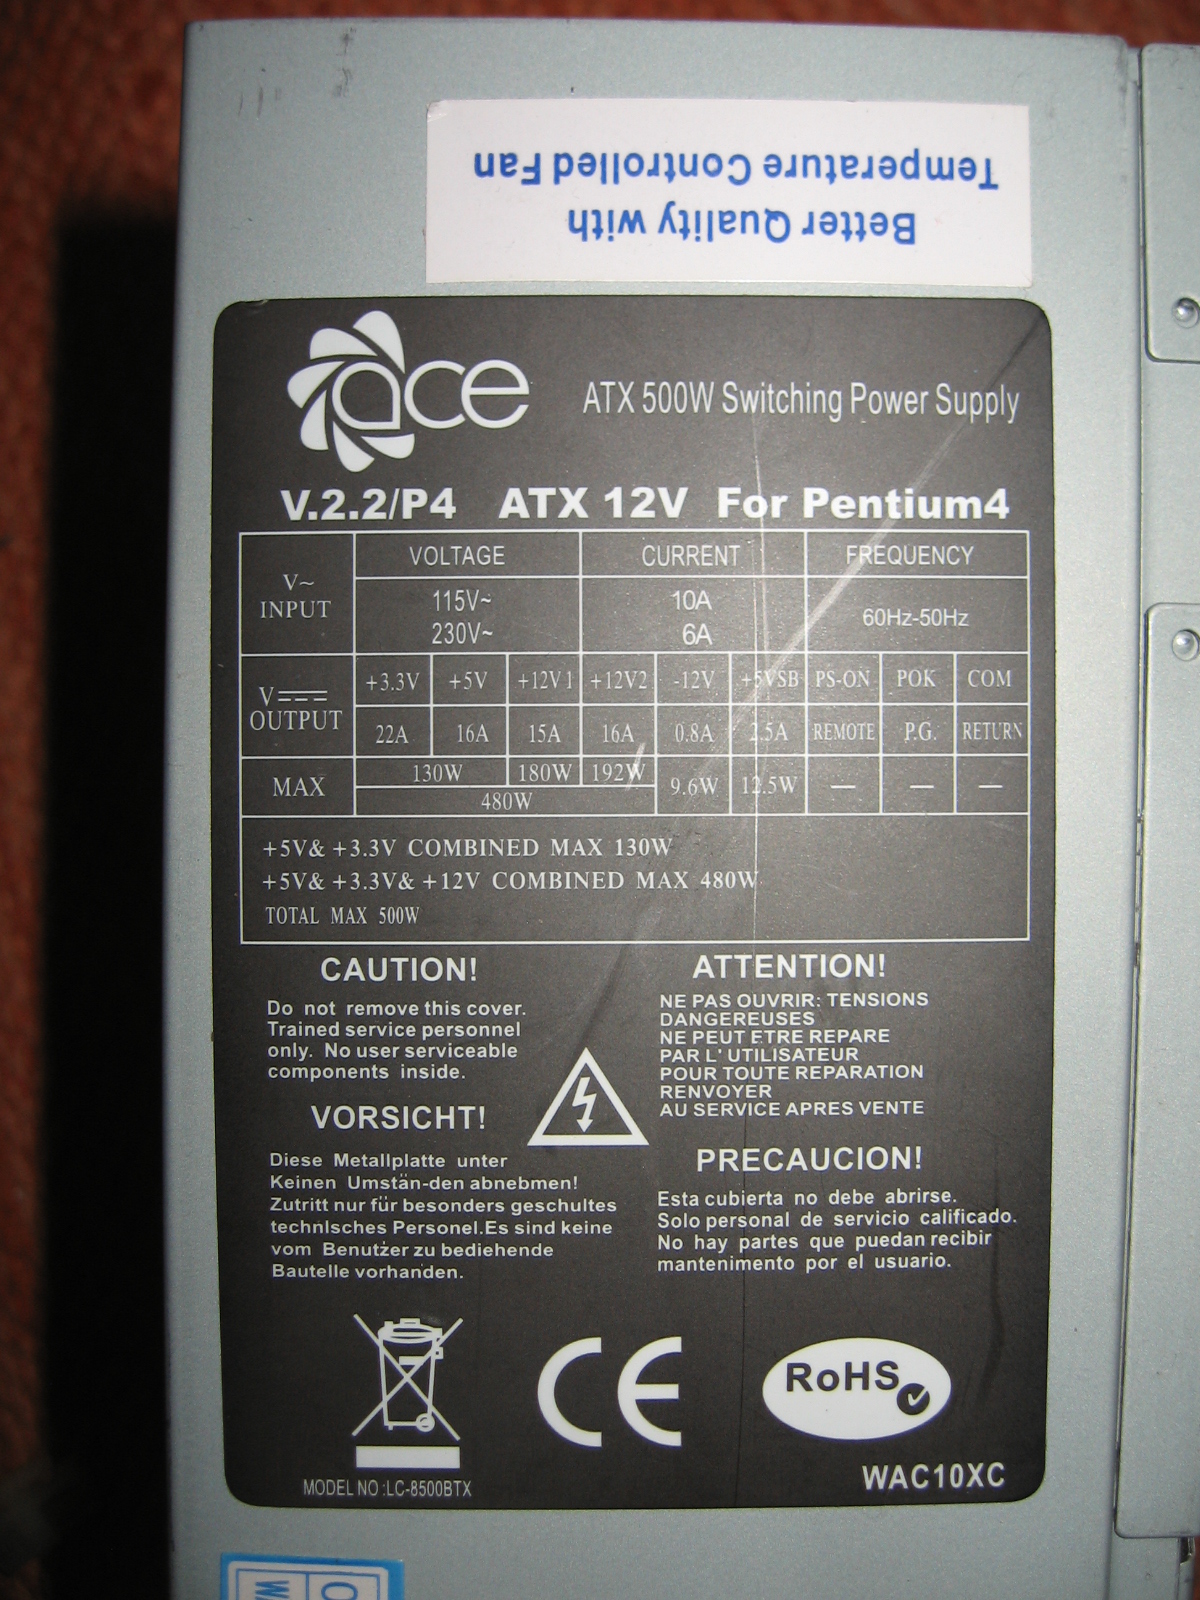 Better Quality with
Temperature Controlled Fan
ace
ATX 500W Switching Power Supply
V.2.2/P4 ATX 12V For Pentium4
V~ INPUT VOLTAGE CURRENT FREQUENCY
115V~ 10A 60Hz-50Hz
230V~ 6A
V OUTPUT +3.3V +5V +12V1 +12V2 -12V +5VSB PS-ON POK COM
22A 16A 15A 16A 0.8A 2.5A REMOTE P.G. RETURN
MAX 130W 180W 192W 9.6W 12.5W — — —
480W
+5V& +3.3V COMBINED MAX 130W
+5V& +3.3V& +12V COMBINED MAX 480W
TOTAL MAX 500W
CAUTION!
Do not remove this cover.
Trained service personnel
only. No user serviceable
components inside.
ATTENTION!
NE PAS OUVRIR: TENSIONS
DANGEREUSES
NE PEUT ETRE REPARE
PAR L' UTILISATEUR
POUR TOUTE REPARATION
RENVOYER
AU SERVICE APRES VENTE
VORSICHT!
Diese Metallplatte unter
Keinen Umstän-den abnebmen!
Zutritt nur für besonders geschultes
technlsches Personel.Es sind keine
vom Benutzer zu bediehende
Bautelle vorhanden.
PRECAUCION!
Esta cubierta no debe abrirse.
Solo personal de servicio calificado.
No hay partes que puedan recibir
mantenimento por el usuario.
CE
RoHS
MODEL NO :LC-8500BTX
WAC10XC